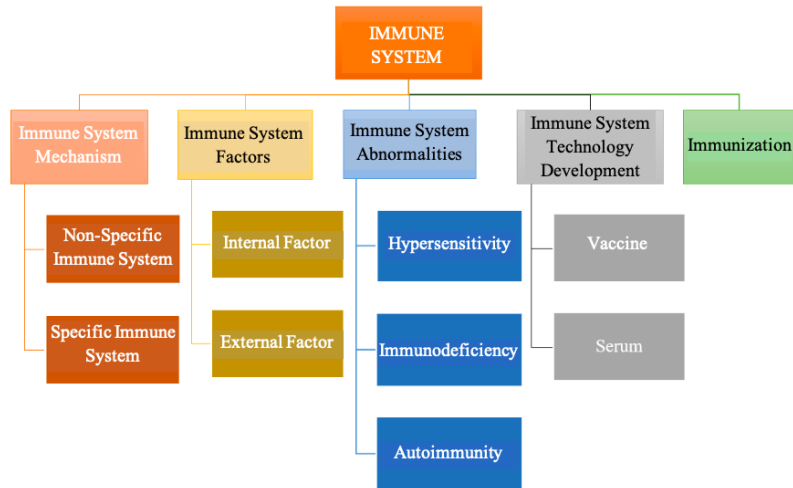 IMMUNE
SYSTEM
Immune System
Mechanism
Immune System
Factors
Immune System
Abnormalities
Immune System
Technology
Development
Immunization
Non-Specific
Immune System
Internal Factor
Hypersensitivity
Vaccine
Specific Immune
System
External Factor
Immunodeficiency
Serum
Autoimmunity